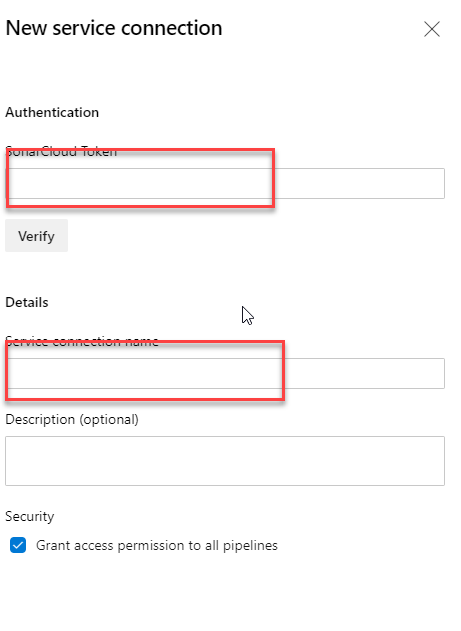 New service connection
Authentication
SonarCloud Token
Verify
Details
Service connection name
Description (optional)
Security
Grant access permission to all pipelines